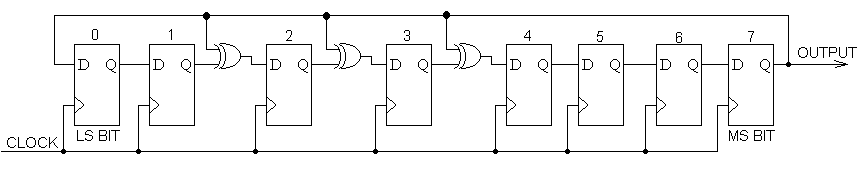 0 1 2 3 4 5 6 7
OUTPUT
D Q D Q D Q D Q D Q D Q D Q D Q
LS BIT MS BIT
CLOCK